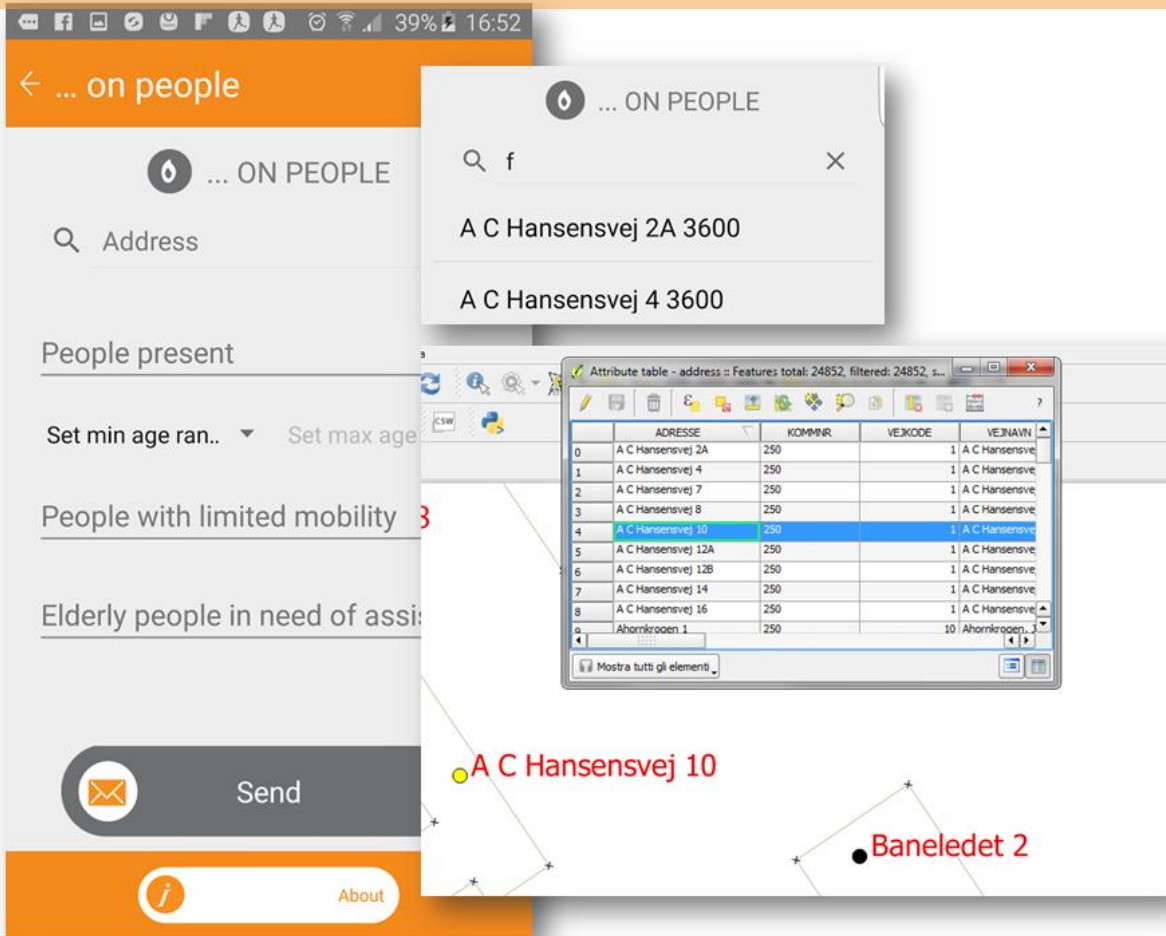 39% 16:52
... on people
... ON PEOPLE
Address
People present
Set min age ran.. Set max age
People with limited mobility
Elderly people in need of assi
Send
About
... ON PEOPLE
f
A C Hansensvej 2A 3600
A C Hansensvej 4 3600
Attribute table - address :: Features total: 24852, filtered: 24852, s...
CSW
ε
?
ADRESSE KOMMNR VEJKODE VEJNAVN
0 A C Hansensvej 2A 250 1 A C Hansensve
1 A C Hansensvej 4 250 1 A C Hansensve
2 A C Hansensvej 7 250 1 A C Hansensve
3 A C Hansensvej 8 250 1 A C Hansensve
4 A C Hansensvej 10 250 1 A C Hansensve
5 A C Hansensvej 12A 250 1 A C Hansensve
6 A C Hansensvej 12B 250 1 A C Hansensve
7 A C Hansensvej 14 250 1 A C Hansensve
8 A C Hansensvej 16 250 1 A C Hansensve
9 Ahornkrogen 1 250 10 Ahornkrogen, J
Mostra tutti gli elementi
A C Hansensvej 10
Baneledet 2